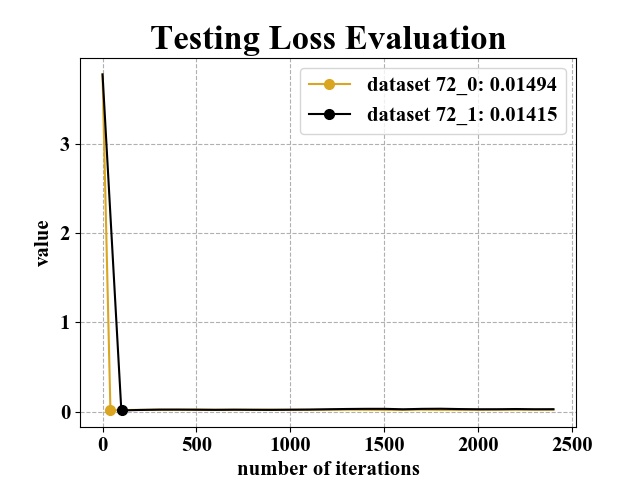 Testing Loss Evaluation
dataset 72_0: 0.01494
dataset 72_1: 0.01415
3
2
1
0
value
0 500 1000 1500 2000 2500
number of iterations